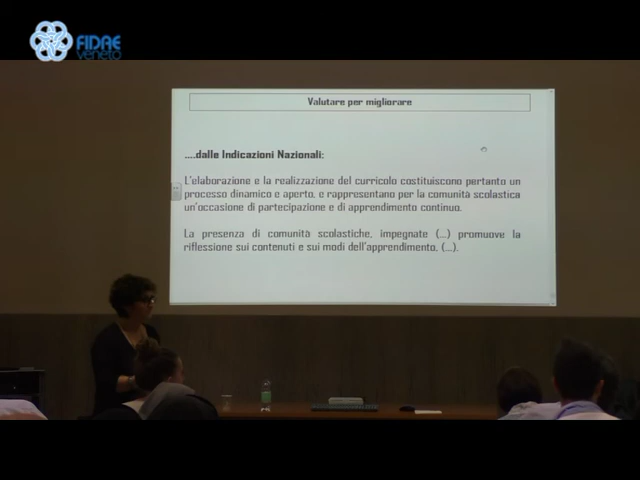 FIDAE
veneto
Valutare per migliorare
....dalle Indicazioni Nazionali:
L'elaborazione e la realizzazione del curricolo costituiscono pertanto un
processo dinamico e aperto, e rappresentano per la comunità scolastica
un'occasione di partecipazione e di apprendimento continuo.
La presenza di comunità scolastiche, impegnate (...) promuove la
riflessione sui contenuti e sui modi dell'apprendimento, (...).